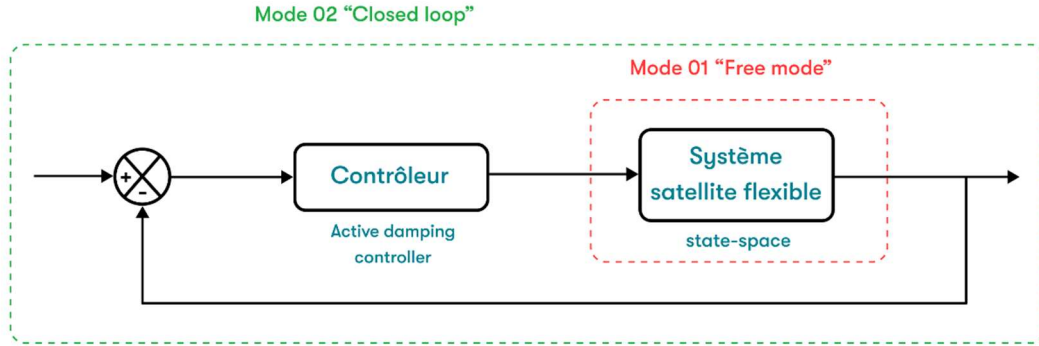 Mode 02 “Closed loop”
Mode 01 “Free mode”
+
-
Contrôleur
Active damping
controller
Système
satellite flexible
state-space